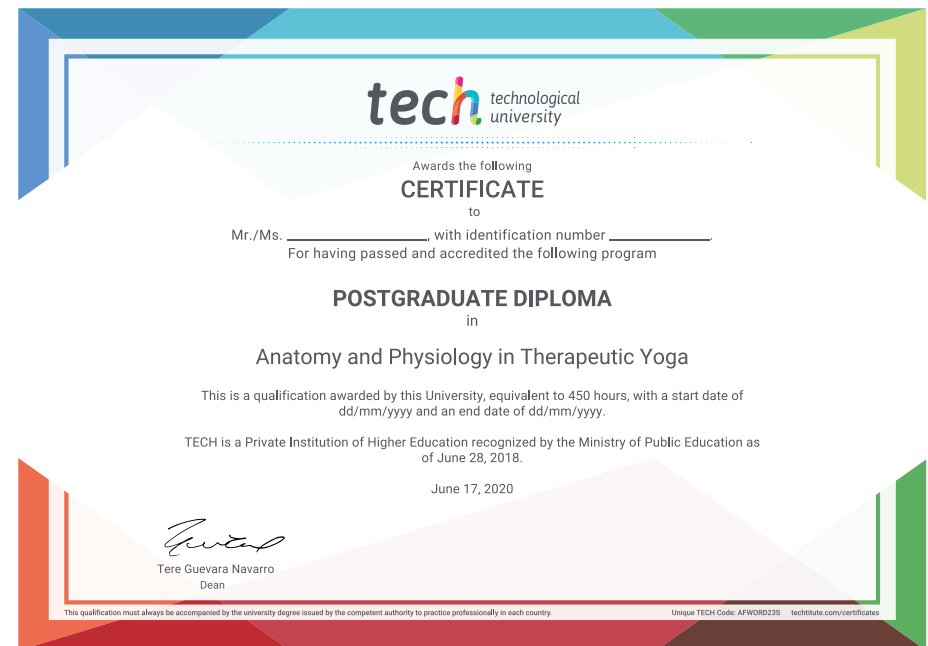 tech technological
university
Awards the following
CERTIFICATE
to
Mr./Ms. ____________________, with identification number ______________.
For having passed and accredited the following program
POSTGRADUATE DIPLOMA
in
Anatomy and Physiology in Therapeutic Yoga
This is a qualification awarded by this University, equivalent to 450 hours, with a start date of
dd/mm/yyyy and an end date of dd/mm/yyyy.
TECH is a Private Institution of Higher Education recognized by the Ministry of Public Education as
of June 28, 2018.
June 17, 2020
Tere Guevara Navarro
Dean
This qualification must always be accompanied by the university degree issued by the competent authority to practice professionally in each country.
Unique TECH Code: AFWORD23S techtitute.com/certificates